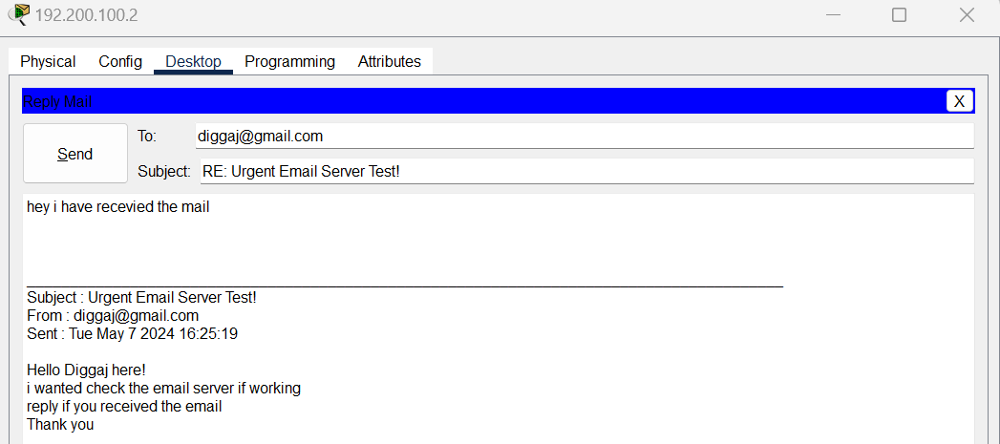 192.200.100.2
Physical Config Desktop Programming Attributes
Reply Mail X
Send
To: diggaj@gmail.com
Subject: RE: Urgent Email Server Test!
hey i have recevied the mail
Subject : Urgent Email Server Test!
From : diggaj@gmail.com
Sent : Tue May 7 2024 16:25:19
Hello Diggaj here!
i wanted check the email server if working
reply if you received the email
Thank you